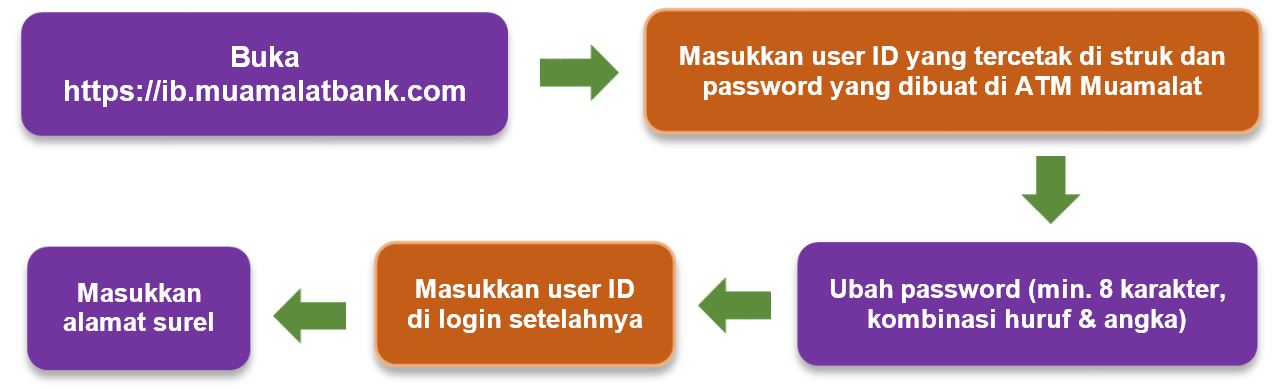 Buka
https://ib.muamalatbank.com
Masukkan user ID yang tercetak di struk dan
password yang dibuat di ATM Muamalat
Ubah password (min. 8 karakter,
kombinasi huruf & angka)
Masukkan user ID
di login setelahnya
Masukkan
alamat surel